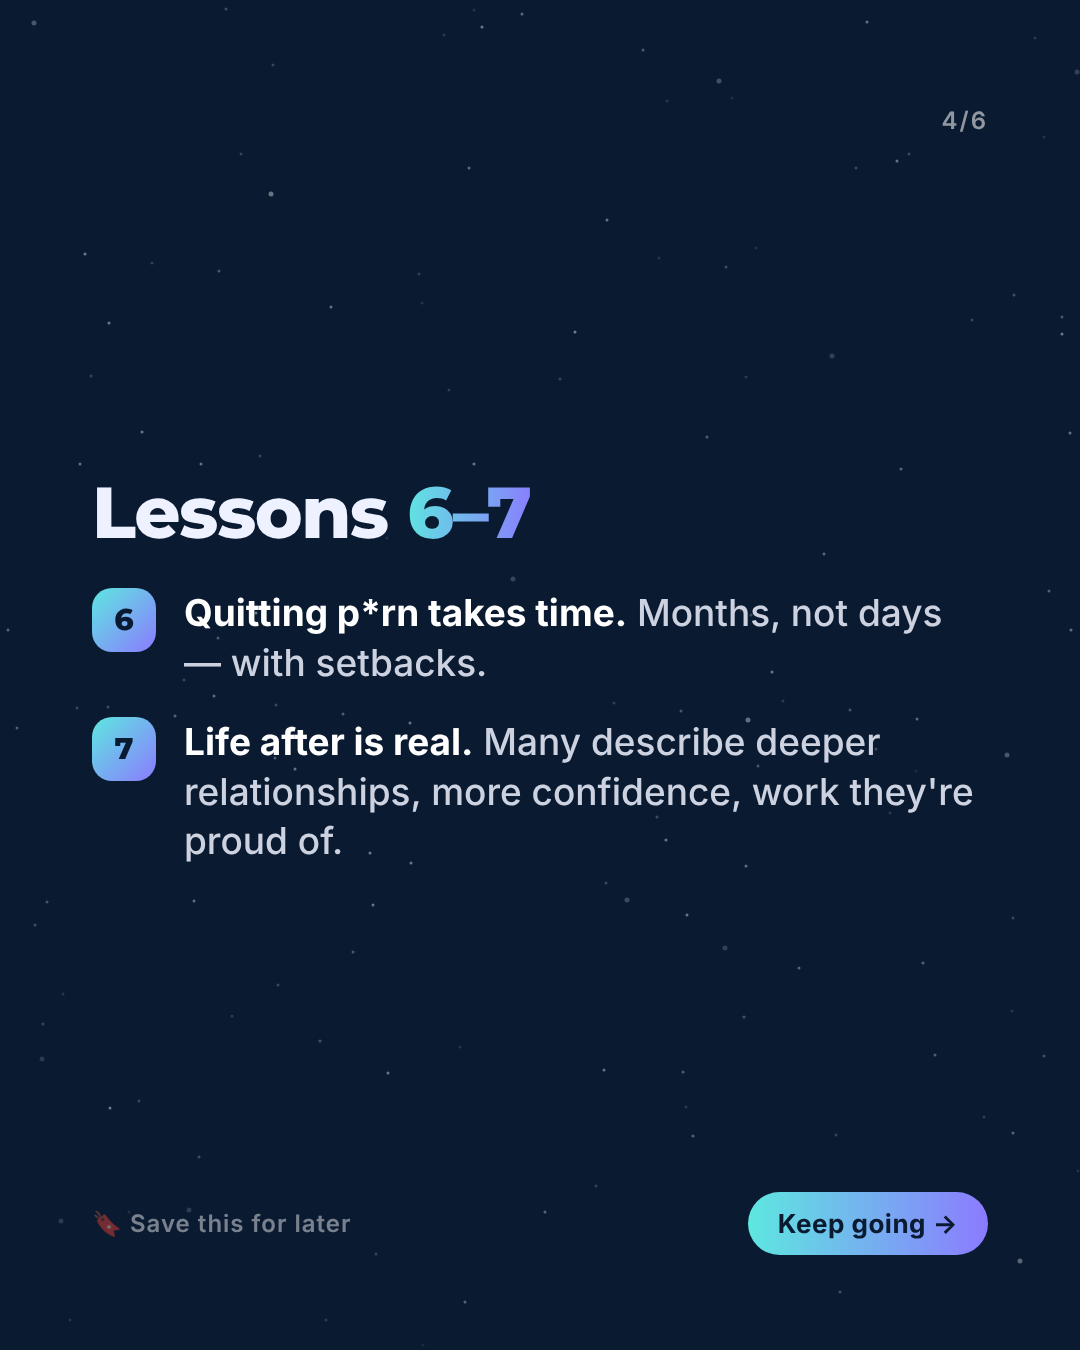 4/6
Lessons 6–7
6 Quitting p*rn takes time. Months, not days
— with setbacks.
7 Life after is real. Many describe deeper
relationships, more confidence, work they're
proud of.
🔖 Save this for later
Keep going →